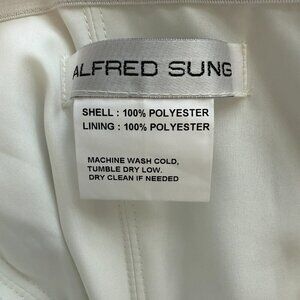 ALFRED SUNG
SHELL : 100% POLYESTER
LINING : 100% POLYESTER
MACHINE WASH COLD,
TUMBLE DRY LOW.
DRY CLEAN IF NEEDED